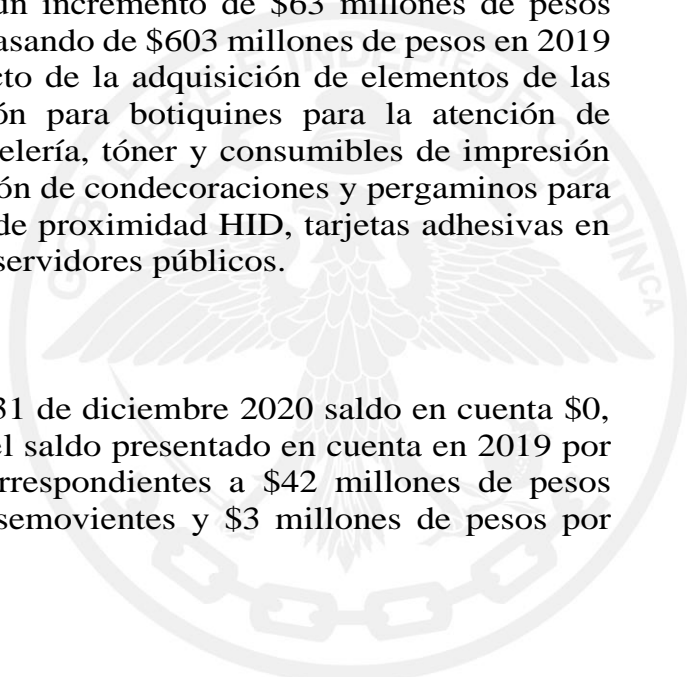 un incremento de $63 millones de pesos
asando de $603 millones de pesos en 2019
cto de la adquisición de elementos de las
ón para botiquines para la atención de
elería, tóner y consumibles de impresión
ón de condecoraciones y pergaminos para
de proximidad HID, tarjetas adhesivas en
servidores públicos.
31 de diciembre 2020 saldo en cuenta $0,
el saldo presentado en cuenta en 2019 por
rrespondientes a $42 millones de pesos
semovientes y $3 millones de pesos por